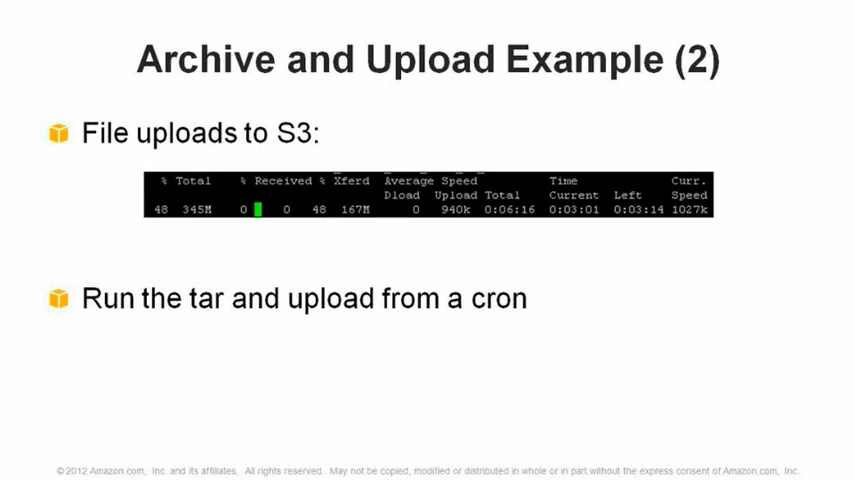 Archive and Upload Example (2)
File uploads to S3:
% Total % Received % Xferd Average Speed Time Curr.
Dload Upload Total Current Left Speed
48 345M 0 0 48 167M 0 940k 0:06:16 0:03:01 0:03:14 1027k
Run the tar and upload from a cron
©2012 Amazon.com, Inc. and its affiliates. All rights reserved. May not be copied, modified or distributed in whole or in part without the express consent of Amazon.com, Inc.